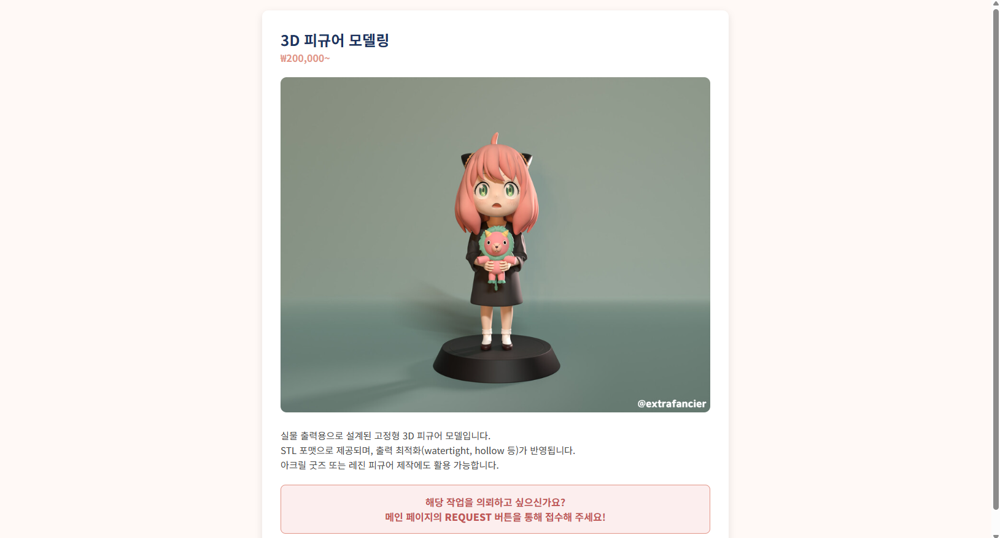 3D 피규어 모델링
₩200,000~
@extrafancier
실물 출력용으로 설계된 고정형 3D 피규어 모델입니다.
STL 포맷으로 제공되며, 출력 최적화(watertight, hollow 등)가 반영됩니다.
아크릴 굿즈 또는 레진 피규어 제작에도 활용 가능합니다.
해당 작업을 의뢰하고 싶으신가요?
메인 페이지의 REQUEST 버튼을 통해 접수해 주세요!